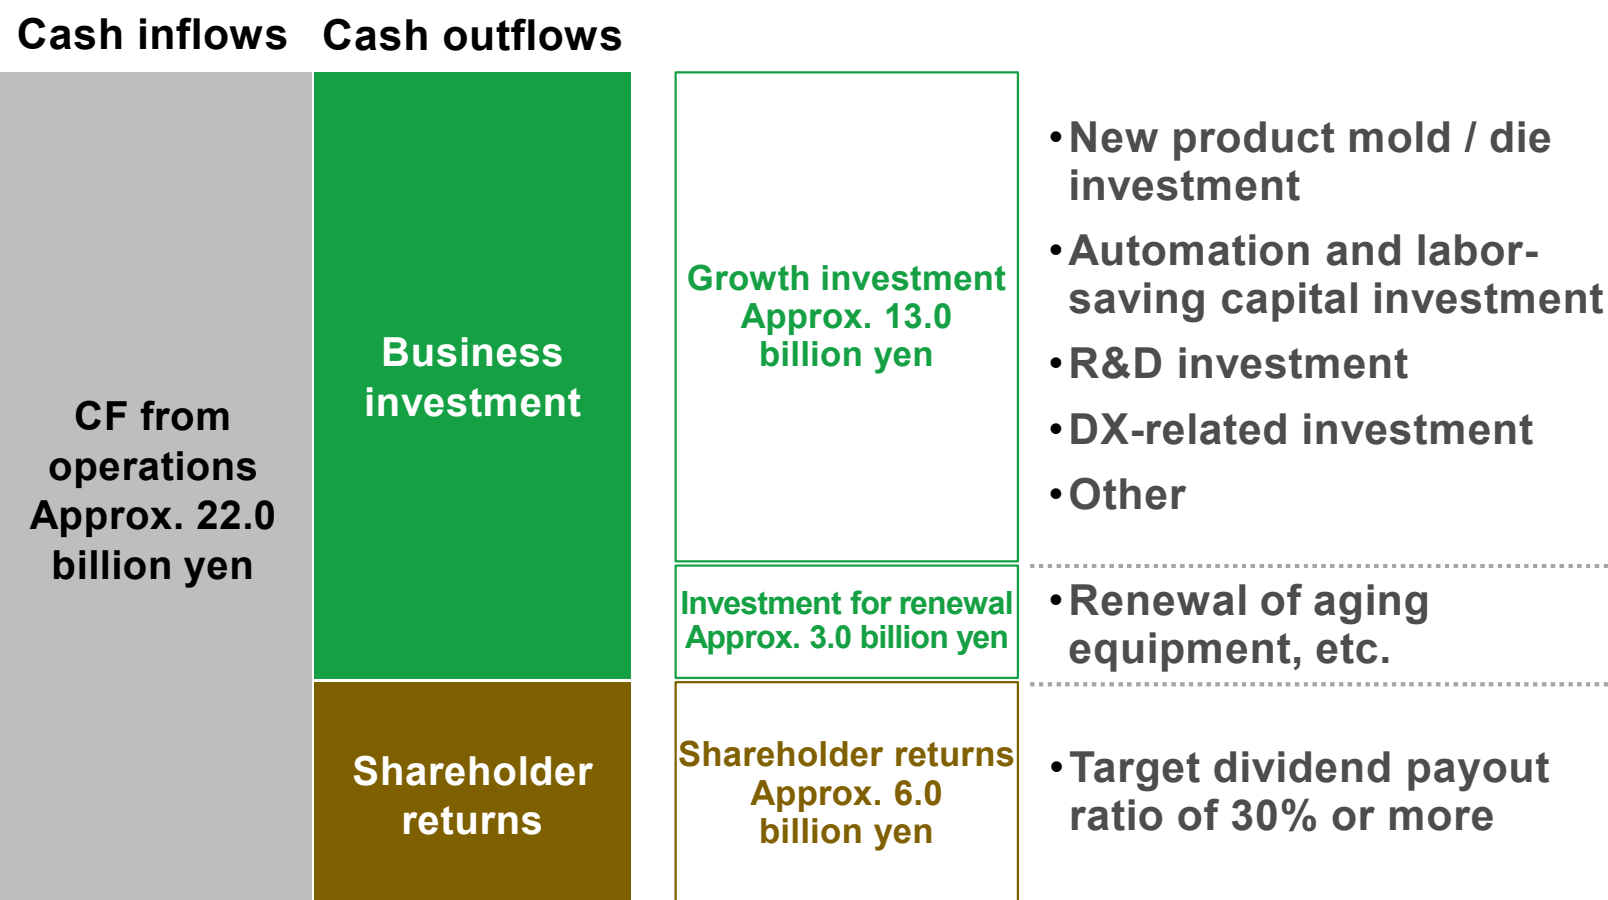 Cash inflows
Cash outflows
CF from
operations
Approx. 22.0
billion yen
Business
investment
Shareholder
returns
Growth investment
Approx. 13.0
billion yen
Investment for renewal
Approx. 3.0 billion yen
Shareholder returns
Approx. 6.0
billion yen
•New product mold / die
investment
•Automation and labor-
saving capital investment
•R&D investment
•DX-related investment
•Other
•Renewal of aging
equipment, etc.
•Target dividend payout
ratio of 30% or more